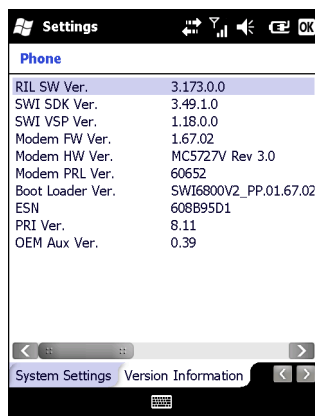 Settings
OK
Phone
RIL SW Ver. 3.173.0.0
SWI SDK Ver. 3.49.1.0
SWI VSP Ver. 1.18.0.0
Modem FW Ver. 1.67.02
Modem HW Ver. MC5727V Rev 3.0
Modem PRL Ver. 60652
Boot Loader Ver. SWI6800V2_PP.01.67.02
ESN 608B95D1
PRI Ver. 8.11
OEM Aux Ver. 0.39
System Settings Version Information